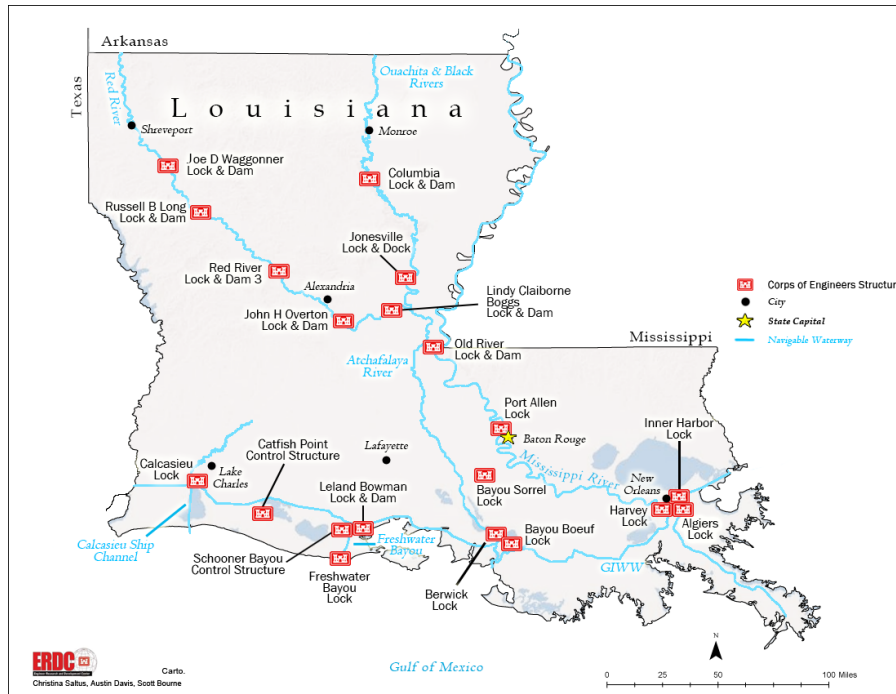 Arkansas
Texas
Red River
Ouachita & Black
Rivers
Louisiana
Shreveport
Monroe
Joe D Waggonner
Lock & Dam
Columbia
Lock & Dam
Russell B Long
Lock & Dam
Jonesville
Lock & Dock
Red River
Lock & Dam 3
Alexandria
Lindy Claiborne
Boggs
Lock & Dam
John H Overton
Lock & Dam
Corps of Engineers Structur
City
State Capital
Navigable Waterway
Mississippi
Old River
Lock & Dam
Atchafalaya
River
Port Allen
Lock
Baton Rouge
Inner Harbor
Lock
Catfish Point
Control Structure
Lafayette
Mississippi River
Calcasieu
Lock
Lake
Charles
Leland Bowman
Lock & Dam
Bayou Sorrel
Lock
New
Orleans
Harvey
Lock
Algiers
Lock
Calcasieu Ship
Channel
Schooner Bayou
Control Structure
Freshwater
Bayou
Bayou Boeuf
Lock
Freshwater
Bayou
Lock
Berwick
Lock
GIWW
Gulf of Mexico
N
0 25 50 100 Miles
ERDC
Carto.
Christina Saltus, Austin Davis, Scott Bourne